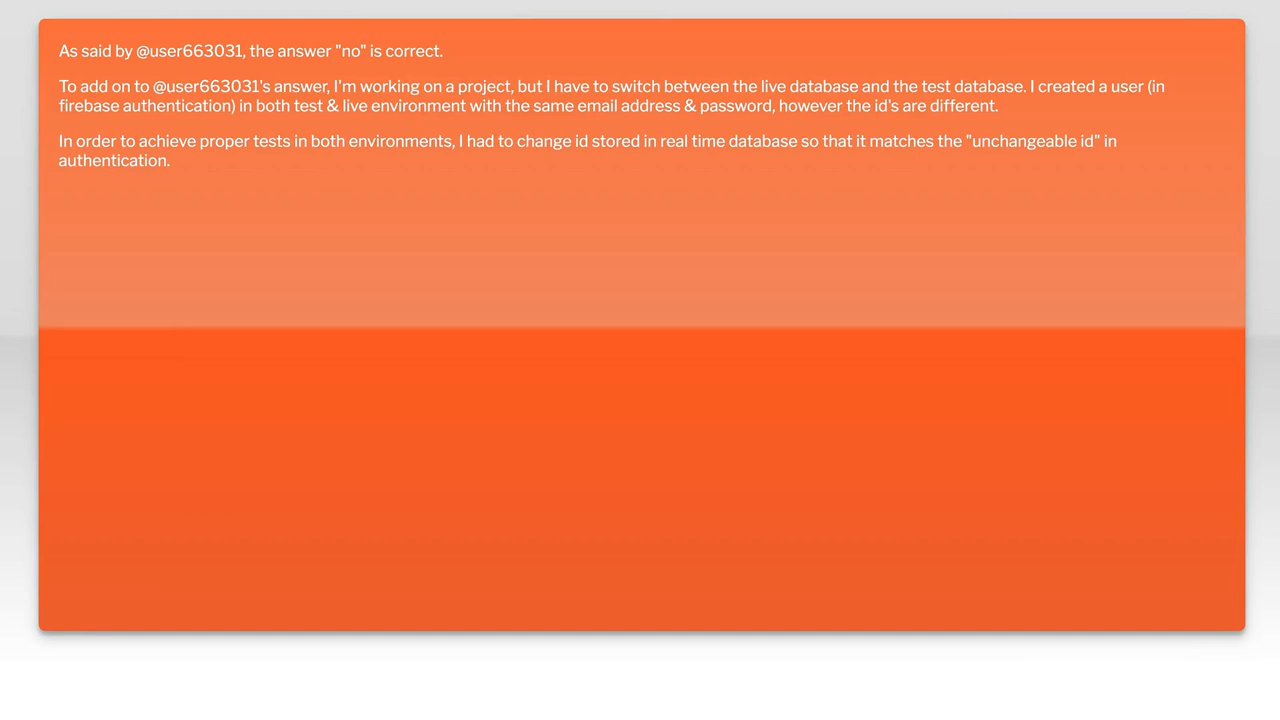 As said by @user663031, the answer "no" is correct.
To add on to @user663031's answer, I'm working on a project, but I have to switch between the live database and the test database. I created a user (in
firebase authentication) in both test & live environment with the same email address & password, however the id's are different.
In order to achieve proper tests in both environments, I had to change id stored in real time database so that it matches the "unchangeable id" in
authentication.